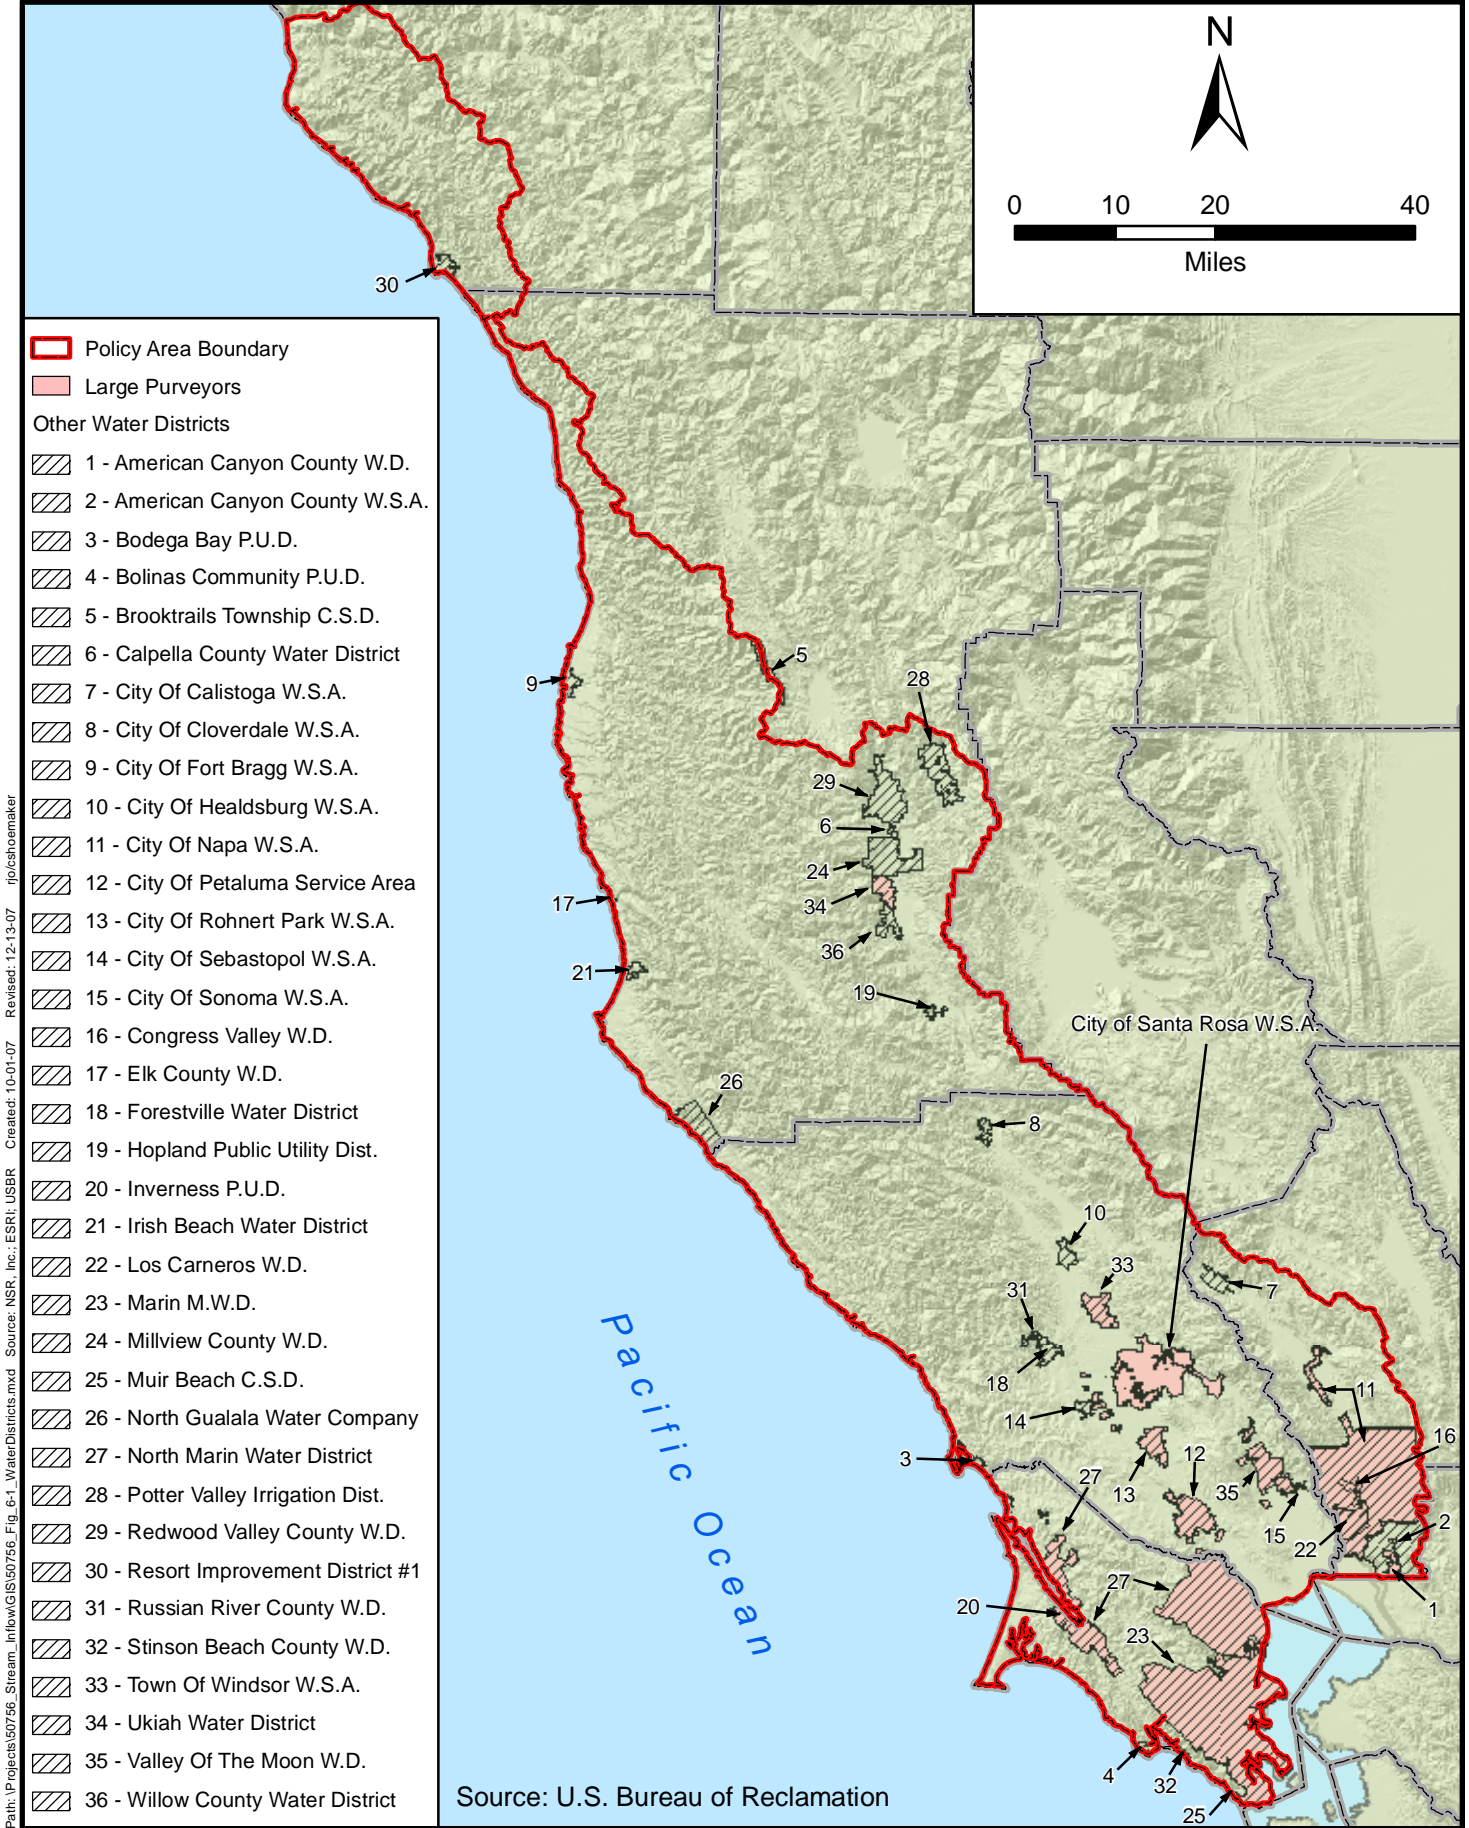 N
0 10 20 40
Miles
Policy Area Boundary
Large Purveyors
Other Water Districts
1 - American Canyon County W.D.
2 - American Canyon County W.S.A.
3 - Bodega Bay P.U.D.
4 - Bolinas Community P.U.D.
5 - Brooktrails Township C.S.D.
6 - Calpella County Water District
7 - City Of Calistoga W.S.A.
8 - City Of Cloverdale W.S.A.
9 - City Of Fort Bragg W.S.A.
10 - City Of Healdsburg W.S.A.
11 - City Of Napa W.S.A.
12 - City Of Petaluma Service Area
13 - City Of Rohnert Park W.S.A.
14 - City Of Sebastopol W.S.A.
15 - City Of Sonoma W.S.A.
16 - Congress Valley W.D.
17 - Elk County W.D.
18 - Forestville Water District
19 - Hopland Public Utility Dist.
20 - Inverness P.U.D.
21 - Irish Beach Water District
22 - Los Carneros W.D.
23 - Marin M.W.D.
24 - Millview County W.D.
25 - Muir Beach C.S.D.
26 - North Gualala Water Company
27 - North Marin Water District
28 - Potter Valley Irrigation Dist.
29 - Redwood Valley County W.D.
30 - Resort Improvement District #1
31 - Russian River County W.D.
32 - Stinson Beach County W.D.
33 - Town Of Windsor W.S.A.
34 - Ukiah Water District
35 - Valley Of The Moon W.D.
36 - Willow County Water District
30
5
9
28
29
6
24
34
17
36
21
19
City of Santa Rosa W.S.A.
26
8
10
33
7
31
18
11
14
16
3
27
13
12
35
15
22
2
27
20
1
23
4
32
25
Pacific Ocean
Source: U.S. Bureau of Reclamation
Path: \Projects\50756_Stream_Inflow\GIS\50756_Fig_6-1_WaterDistricts.mxd Source: NSR, Inc.; ESRI; USBR Created: 10-01-07 Revised: 12-13-07 rjo/cshoemaker